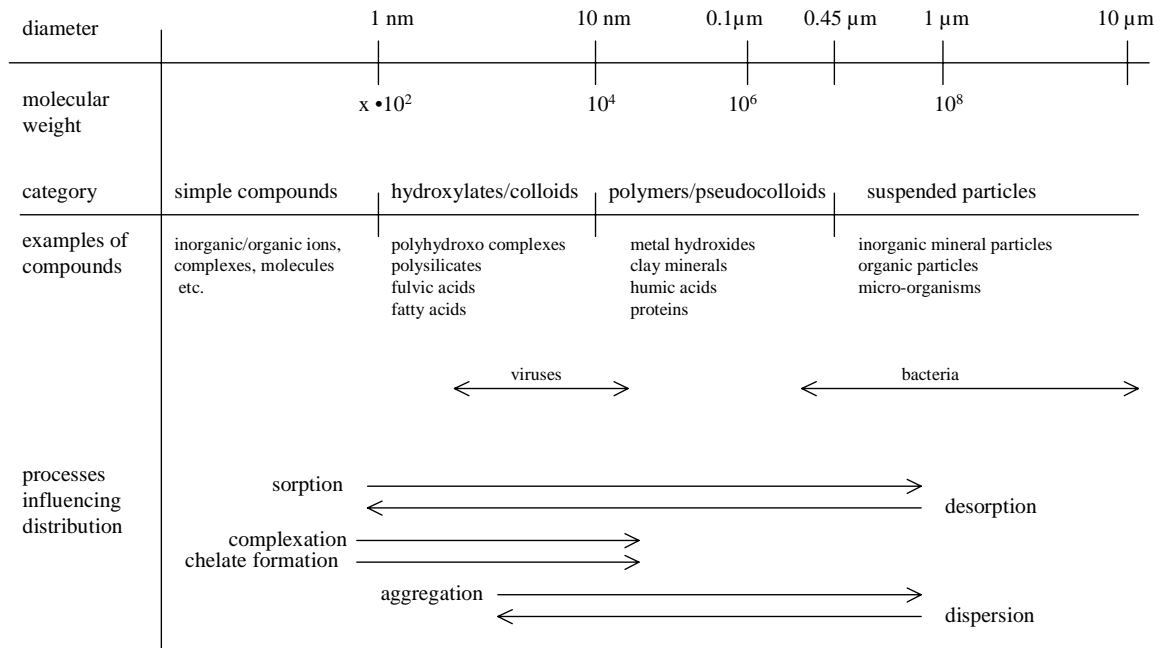 diameter 1 nm 10 nm 0.1µm 0.45 µm 1 µm 10 µm
molecular weight x •10² 10⁴ 10⁶ 10⁸
category simple compounds hydroxylates/colloids polymers/pseudocolloids suspended particles
examples of compounds
inorganic/organic ions,
complexes, molecules
etc.
polyhydroxo complexes
polysilicates
fulvic acids
fatty acids
metal hydroxides
clay minerals
humic acids
proteins
inorganic mineral particles
organic particles
micro-organisms
viruses
bacteria
processes
influencing
distribution
sorption
desorption
complexation
chelate formation
aggregation
dispersion